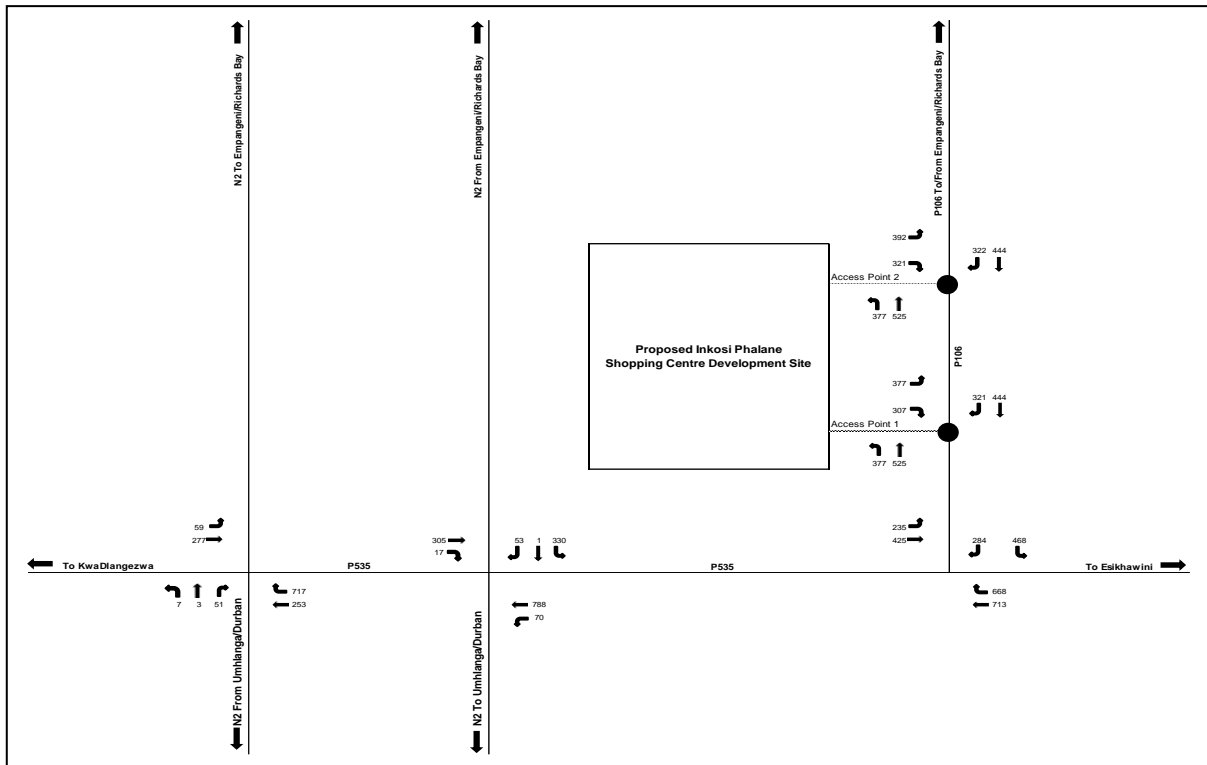 N2 To Empangeni/Richards Bay
N2 From Empangeni/Richards Bay
P106 To/From Empangeni/Richards Bay
392
322 444
321
Access Point 2
377 525
Proposed Inkosi Phalane
Shopping Centre Development Site
P106
377
321 444
307
Access Point 1
377 525
59
277
305
17
53 1 330
235
425
284 468
To KwaDlangezwa
P535
P535
To Esikhawini
7 3 51
717
253
788
70
668
713
N2 From Umhlanga/Durban
N2 To Umhlanga/Durban